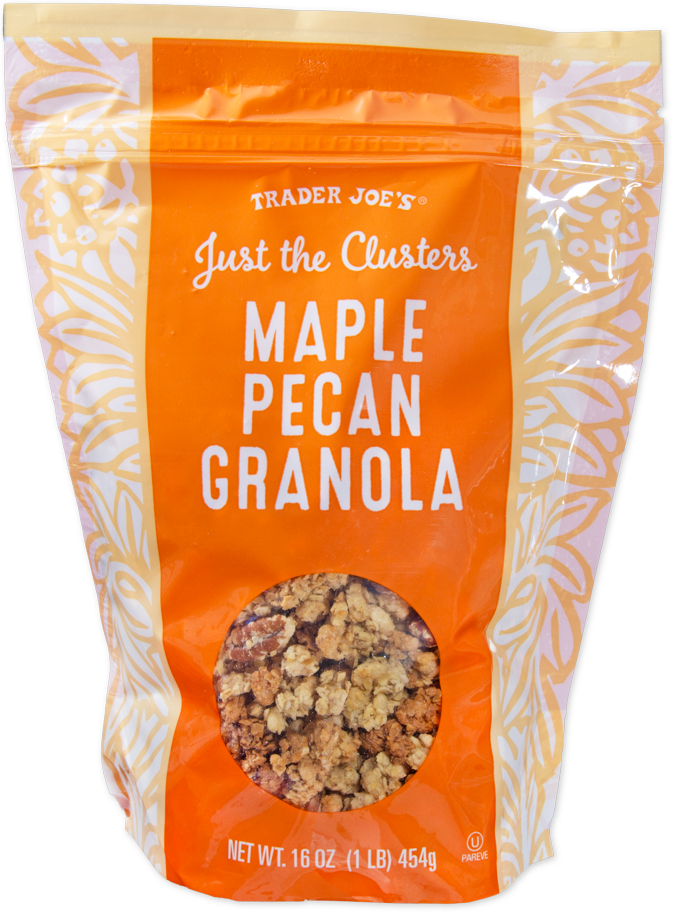 TRADER JOE'S®
Just the Clusters
MAPLE
PECAN
GRANOLA
NET WT. 16 OZ (1 LB) 454g
U
PAREVE